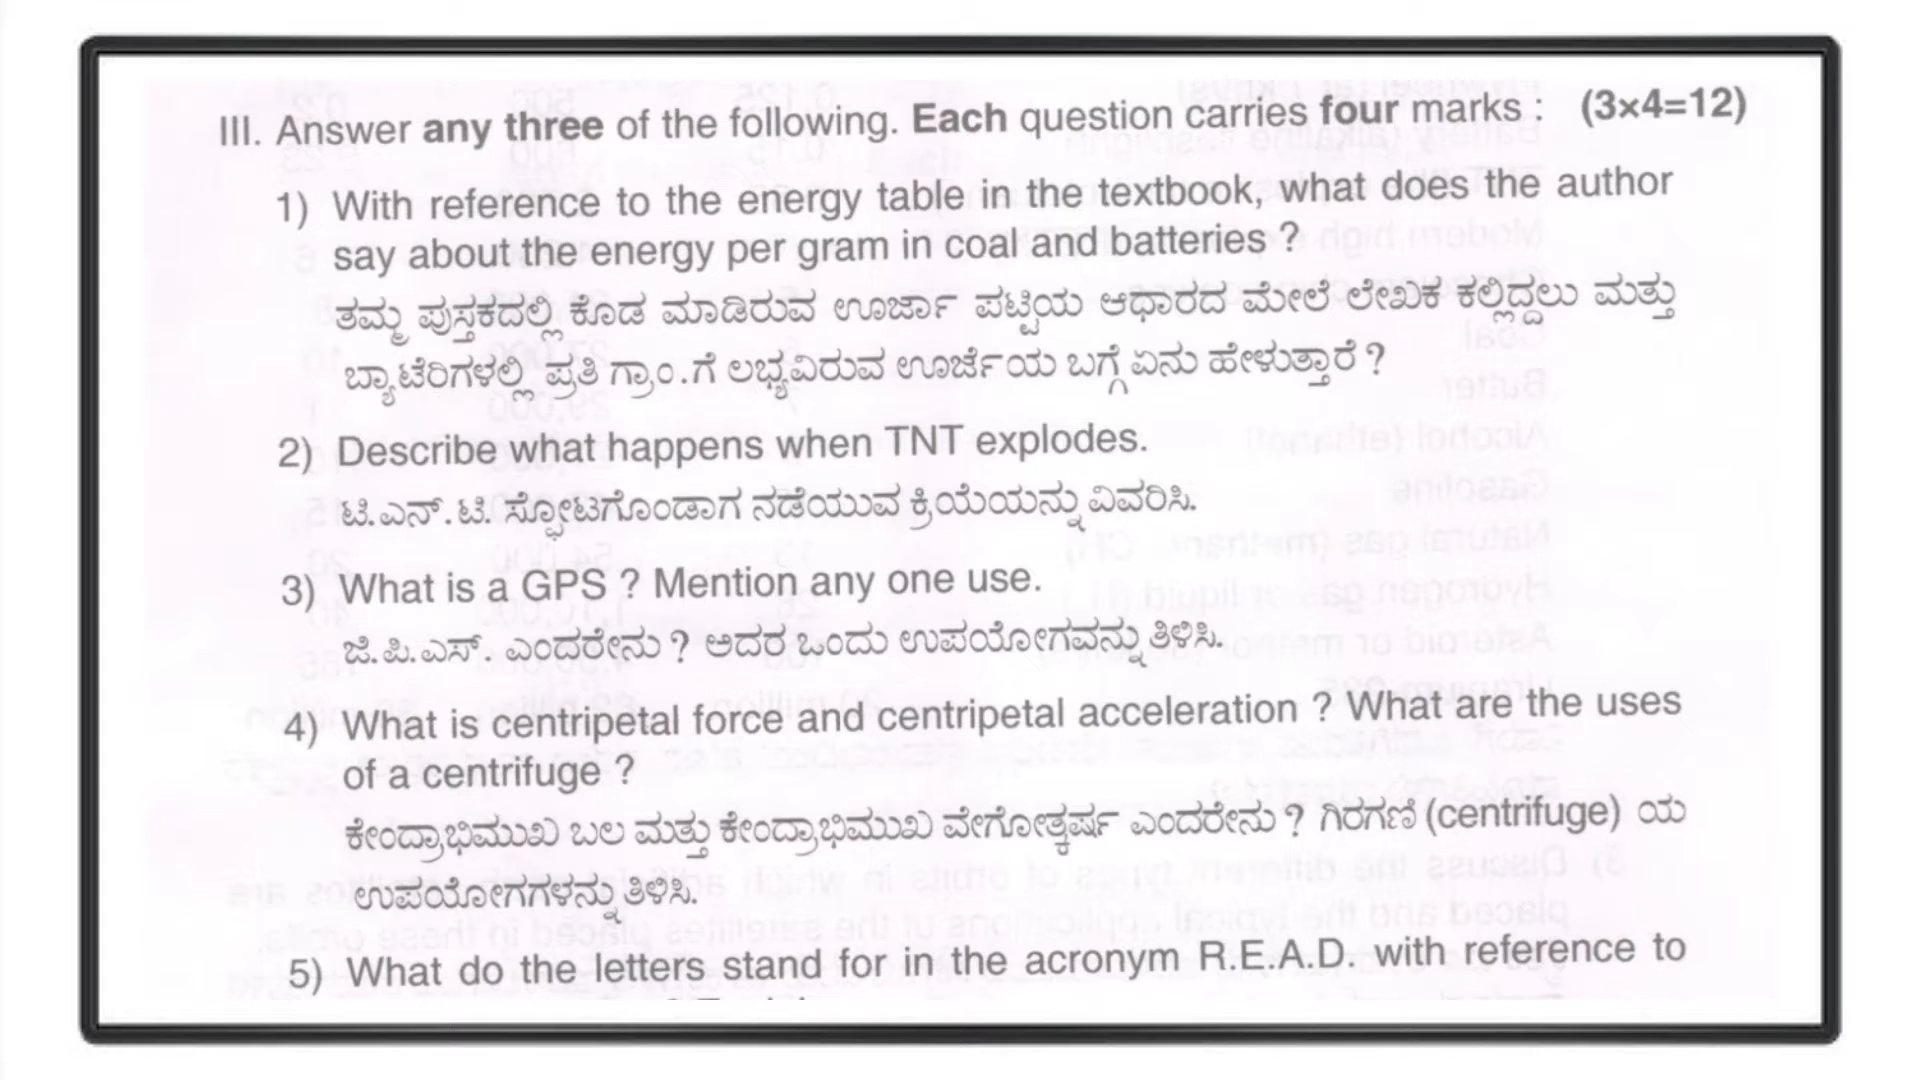 III. Answer any three of the following. Each question carries four marks : (3×4=12)
1) With reference to the energy table in the textbook, what does the author
say about the energy per gram in coal and batteries ?
ತಮ್ಮ ಪುಸ್ತಕದಲ್ಲಿ ಕೊಡ ಮಾಡಿರುವ ಊರ್ಜಾ ಪಟ್ಟಿಯ ಆಧಾರದ ಮೇಲೆ ಲೇಖಕ ಕಲ್ಲಿದ್ದಲು ಮತ್ತು
ಬ್ಯಾಟೆರಿಗಳಲ್ಲಿ ಪ್ರತಿ ಗ್ರಾಂ.ಗೆ ಲಭ್ಯವಿರುವ ಊರ್ಜೆಯ ಬಗ್ಗೆ ಏನು ಹೇಳುತ್ತಾರೆ ?
2) Describe what happens when TNT explodes.
ಟಿ.ಎನ್.ಟಿ. ಸ್ಫೋಟಗೊಂಡಾಗ ನಡೆಯುವ ಕ್ರಿಯೆಯನ್ನು ವಿವರಿಸಿ.
3) What is a GPS ? Mention any one use.
ಜಿ.ಪಿ.ಎಸ್. ಎಂದರೇನು ? ಅದರ ಒಂದು ಉಪಯೋಗವನ್ನು ತಿಳಿಸಿ.
4) What is centripetal force and centripetal acceleration ? What are the uses
of a centrifuge ?
ಕೇಂದ್ರಾಭಿಮುಖ ಬಲ ಮತ್ತು ಕೇಂದ್ರಾಭಿಮುಖ ವೇಗೋತ್ಕರ್ಷ ಎಂದರೇನು ? ಗಿರಗಣಿ (centrifuge) ಯ
ಉಪಯೋಗಗಳನ್ನು ತಿಳಿಸಿ.
5) What do the letters stand for in the acronym R.E.A.D. with reference to